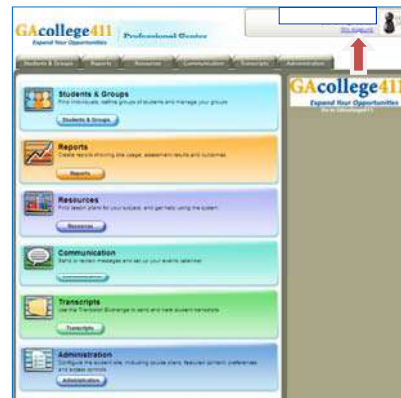 GAcollege411
Expand Your Opportunities
Professional Center
Students & Groups Reports Resources Communication Transcripts Administration
Students & Groups
Find individuals, define groups of students and manage your groups
Students & Groups
Reports
Create reports showing site usage, assessment results and outcomes.
Reports
Resources
Find lesson plans for your subject, and get help using the system
Resources
Communication
Send or review messages and set up your events calendar
Transcripts
Use the Transcript Exchange to send and track student transcripts
Transcripts
Administration
Configure the student site, including course plans, featured content, preferences
and access controls
Administration
GAcollege411
Expand Your Opportunities